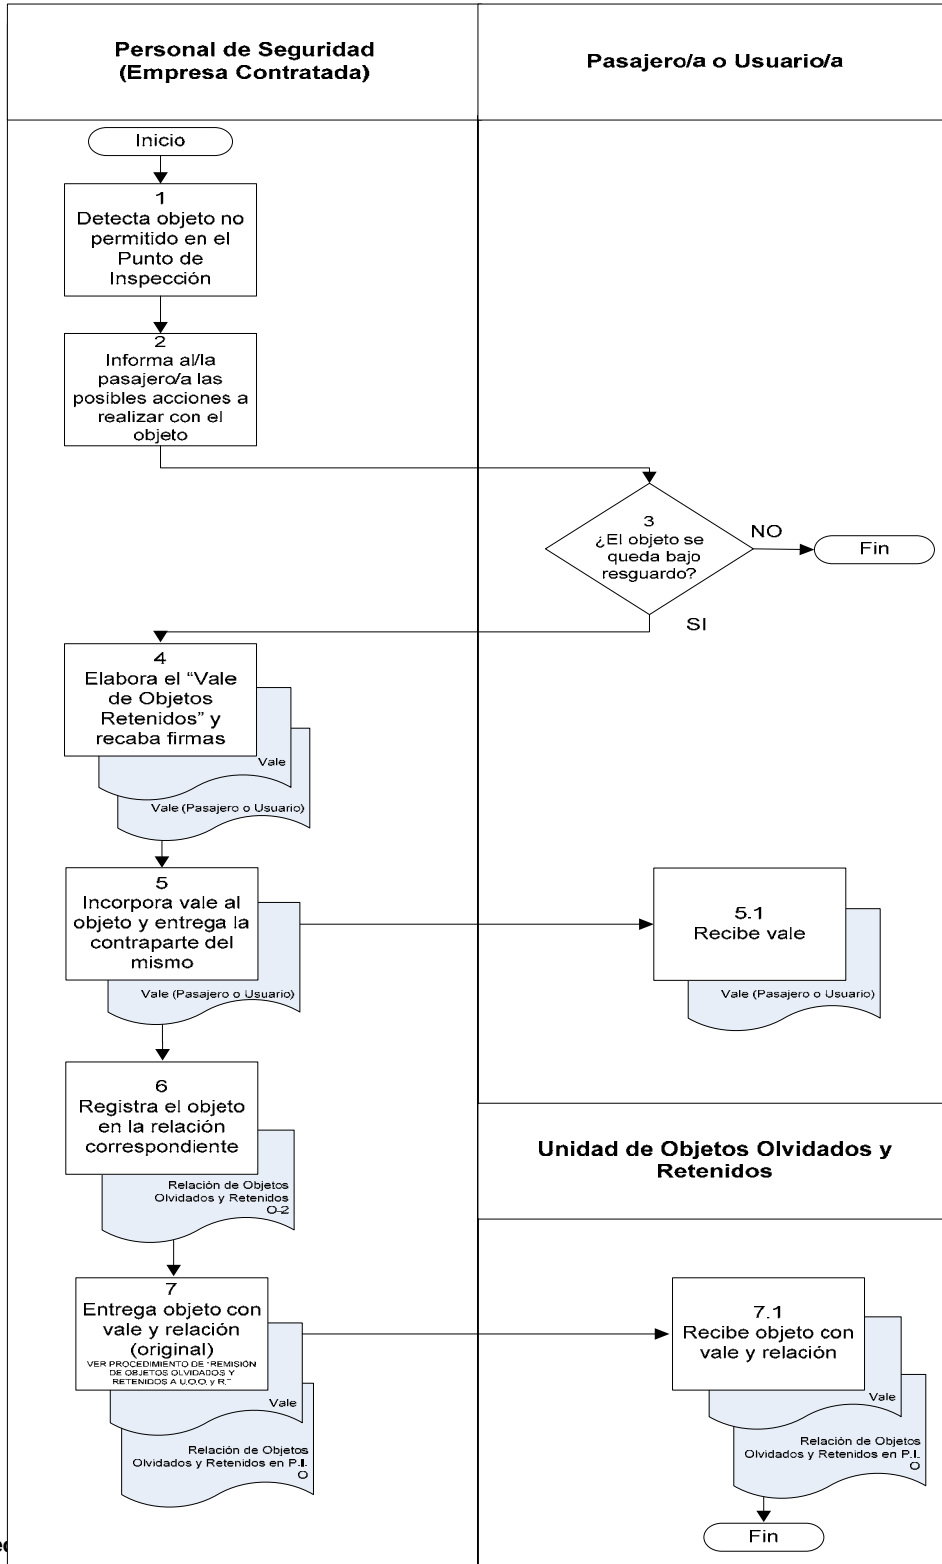 Personal de Seguridad
(Empresa Contratada)
Pasajero/a o Usuario/a
Inicio
1
Detecta objeto no
permitido en el
Punto de
Inspección
2
Informa al/la
pasajero/a las
posibles acciones a
realizar con el
objeto
3
¿El objeto se
queda bajo
resguardo?
NO
Fin
SI
4
Elabora el “Vale
de Objetos
Retenidos” y
recaba firmas
Vale
Vale (Pasajero o Usuario)
5
Incorpora vale al
objeto y entrega la
contraparte del
mismo
Vale (Pasajero o Usuario)
5.1
Recibe vale
Vale (Pasajero o Usuario)
6
Registra el objeto
en la relación
correspondiente
Relación de Objetos
Olvidados y Retenidos
O-2
Unidad de Objetos Olvidados y
Retenidos
7
Entrega objeto con
vale y relación
(original)
VER PROCEDIMIENTO DE “REMISIÓN
DE OBJETOS OLVIDADOS Y
RETENIDOS A U.O.O. y R.”
Vale
Relación de Objetos
Olvidados y Retenidos en P.I.
O
7.1
Recibe objeto con
vale y relación
Vale
Relación de Objetos
Olvidados y Retenidos en P.I.
O
Fin